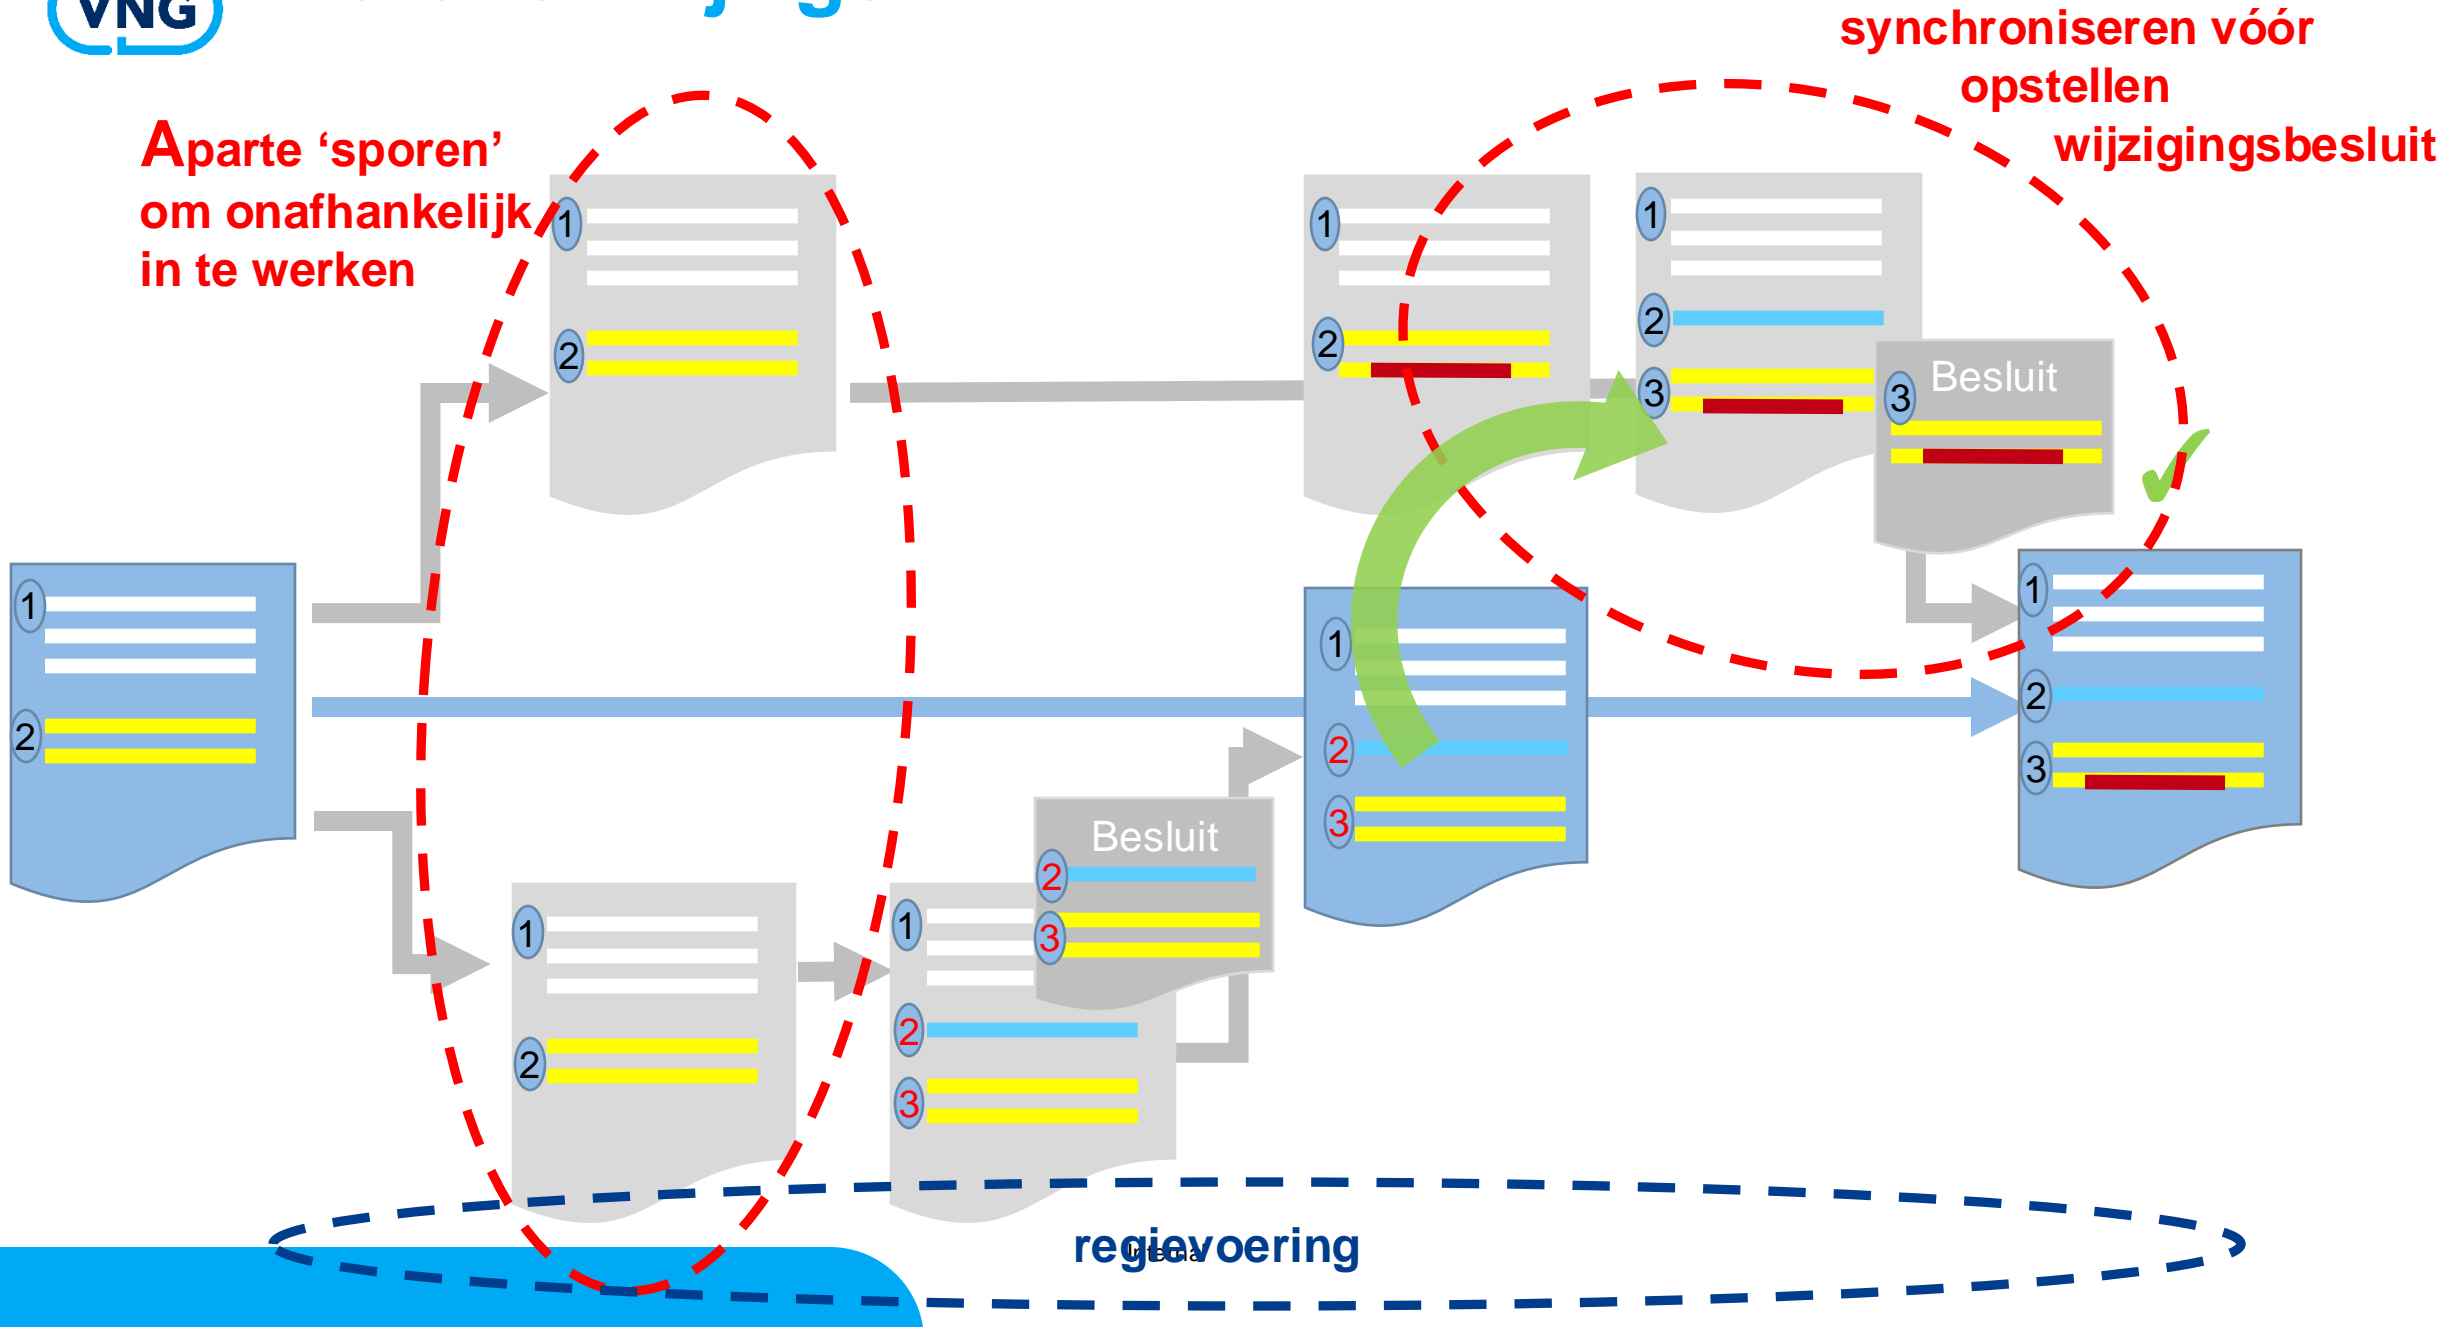 VNG
synchroniseren vóór
opstellen
wijzigingsbesluit
Aparte ‘sporen’
om onafhankelijk
in te werken
1
2
1
2
1
2
3
Besluit
3
1
2
1
2
3
1
2
3
Besluit
2
3
1
2
1
2
3
regievoering
Internal